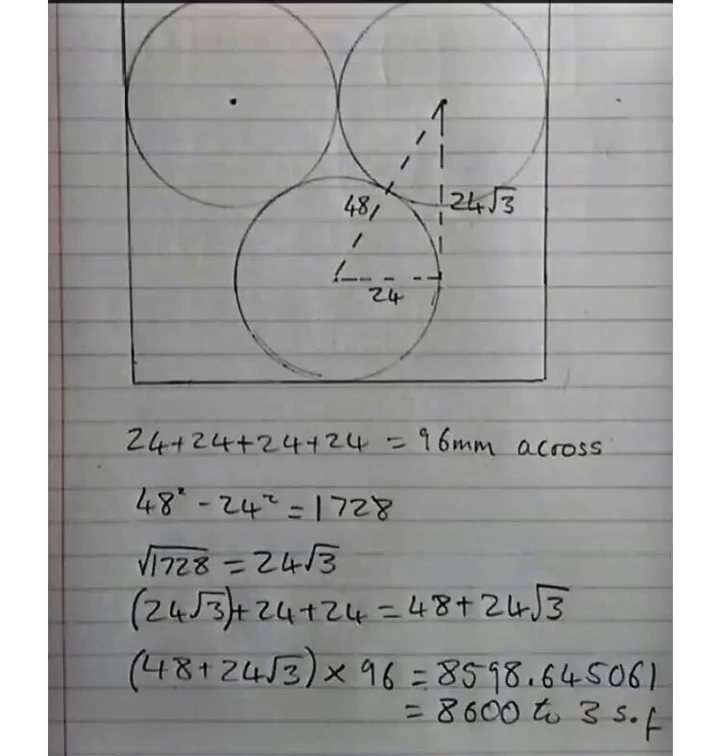 48
24√3
24
24+24+24+24 = 96mm across
48² - 24² = 1728
√1728 = 24√3
(24√3)+24+24 = 48+24√3
(48+24√3) × 96 = 8598.645061
= 8600 to 3 s.f